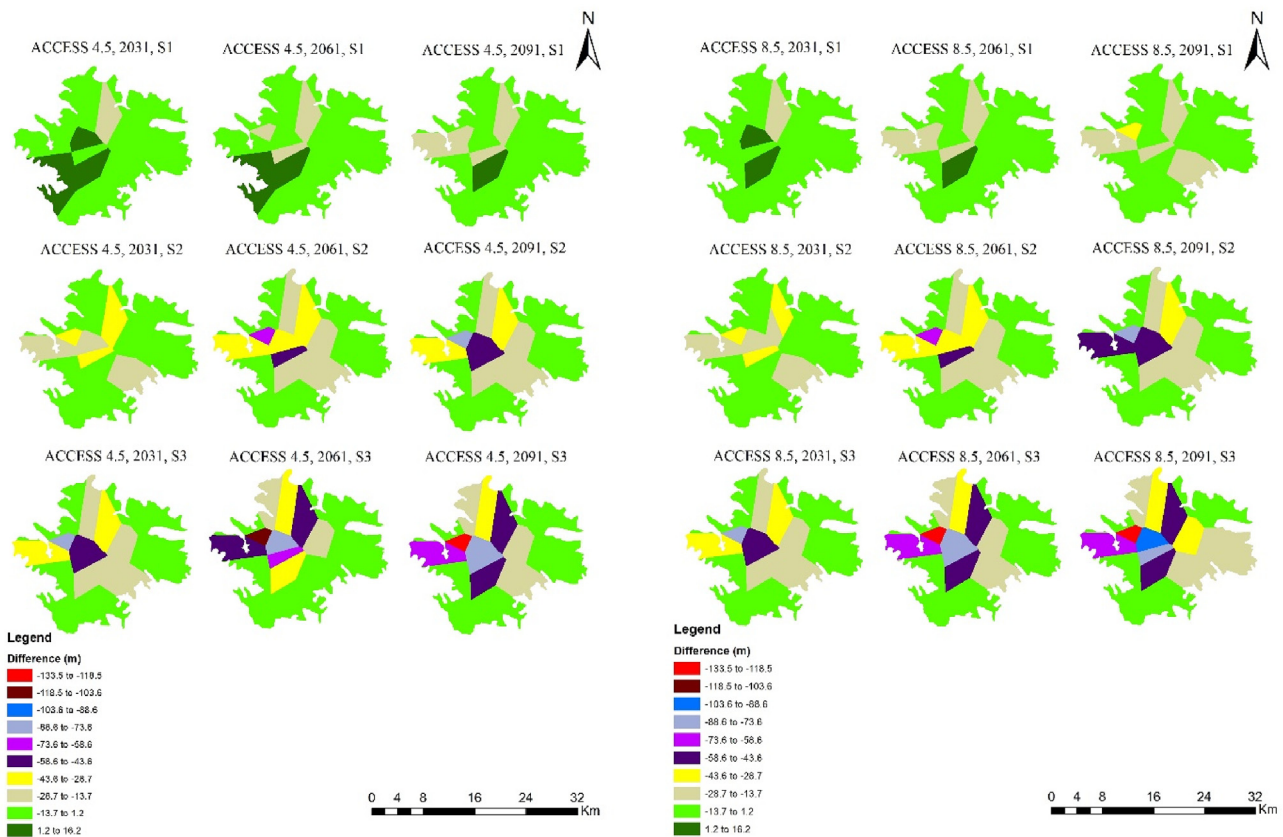 N
ACCESS 4.5, 2031, S1 ACCESS 4.5, 2061, S1 ACCESS 4.5, 2091, S1
ACCESS 4.5, 2031, S2 ACCESS 4.5, 2061, S2 ACCESS 4.5, 2091, S2
ACCESS 4.5, 2031, S3 ACCESS 4.5, 2061, S3 ACCESS 4.5, 2091, S3
Legend
Difference (m)
-133.5 to -118.5
-118.5 to -103.6
-103.6 to -88.6
-88.6 to -73.6
-73.6 to -58.6
-58.6 to -43.6
-43.6 to -28.7
-28.7 to -13.7
-13.7 to 1.2
1.2 to 16.2
0 4 8 16 24 32
Km
N
ACCESS 8.5, 2031, S1 ACCESS 8.5, 2061, S1 ACCESS 8.5, 2091, S1
ACCESS 8.5, 2031, S2 ACCESS 8.5, 2061, S2 ACCESS 8.5, 2091, S2
ACCESS 8.5, 2031, S3 ACCESS 8.5, 2061, S3 ACCESS 8.5, 2091, S3
Legend
Difference (m)
-133.5 to -118.5
-118.5 to -103.6
-103.6 to -88.6
-88.6 to -73.6
-73.6 to -58.6
-58.6 to -43.6
-43.6 to -28.7
-28.7 to -13.7
-13.7 to 1.2
1.2 to 16.2
0 4 8 16 24 32
Km